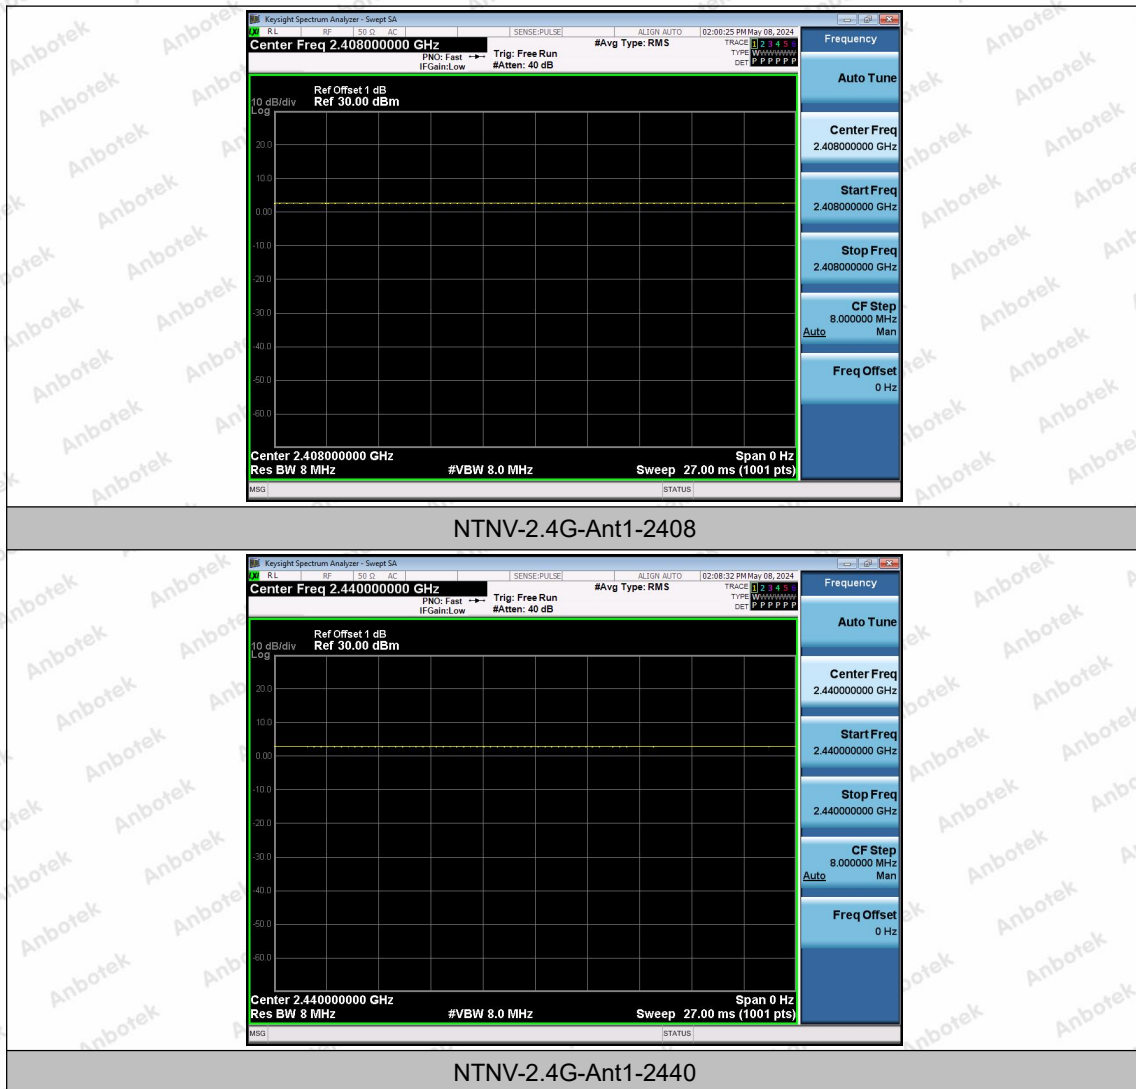 Keysight Spectrum Analyzer - Swept SA
LXI RL RF 50 Ω AC SENSE:PULSE ALIGN AUTO 02:00:25 PM May 08, 2024
Center Freq 2.408000000 GHz #Avg Type: RMS TRACE 1 2 3 4 5 6
PNO: Fast Trig: Free Run TYPE WWWWWW
IFGain:Low #Atten: 40 dB DET P P P P P P
Frequency
Auto Tune
Ref Offset 1 dB
10 dB/div Ref 30.00 dBm
Log
20.0
10.0
0.00
-10.0
-20.0
-30.0
-40.0
-50.0
-60.0
Center Freq
2.408000000 GHz
Start Freq
2.408000000 GHz
Stop Freq
2.408000000 GHz
CF Step
8.000000 MHz
Auto Man
Freq Offset
0 Hz
Center 2.408000000 GHz Span 0 Hz
Res BW 8 MHz #VBW 8.0 MHz Sweep 27.00 ms (1001 pts)
MSG STATUS
NTNV-2.4G-Ant1-2408
Keysight Spectrum Analyzer - Swept SA
LXI RL RF 50 Ω AC SENSE:PULSE ALIGN AUTO 02:08:32 PM May 08, 2024
Center Freq 2.440000000 GHz #Avg Type: RMS TRACE 1 2 3 4 5 6
PNO: Fast Trig: Free Run TYPE WWWWWW
IFGain:Low #Atten: 40 dB DET P P P P P P
Frequency
Auto Tune
Ref Offset 1 dB
10 dB/div Ref 30.00 dBm
Log
20.0
10.0
0.00
-10.0
-20.0
-30.0
-40.0
-50.0
-60.0
Center Freq
2.440000000 GHz
Start Freq
2.440000000 GHz
Stop Freq
2.440000000 GHz
CF Step
8.000000 MHz
Auto Man
Freq Offset
0 Hz
Center 2.440000000 GHz Span 0 Hz
Res BW 8 MHz #VBW 8.0 MHz Sweep 27.00 ms (1001 pts)
MSG STATUS
NTNV-2.4G-Ant1-2440
Anbotek